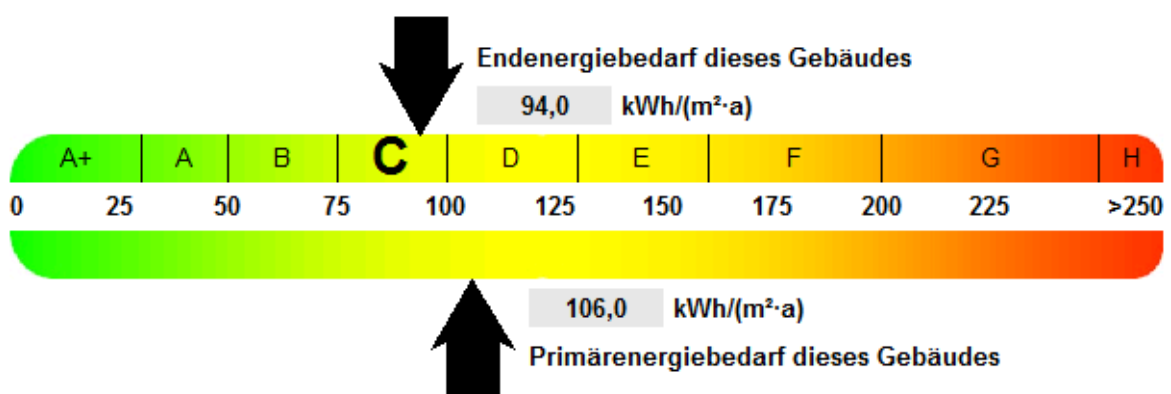 Endenergiebedarf dieses Gebäudes
94,0 kWh/(m²·a)
A+ A B C D E F G H
0 25 50 75 100 125 150 175 200 225 >250
106,0 kWh/(m²·a)
Primärenergiebedarf dieses Gebäudes